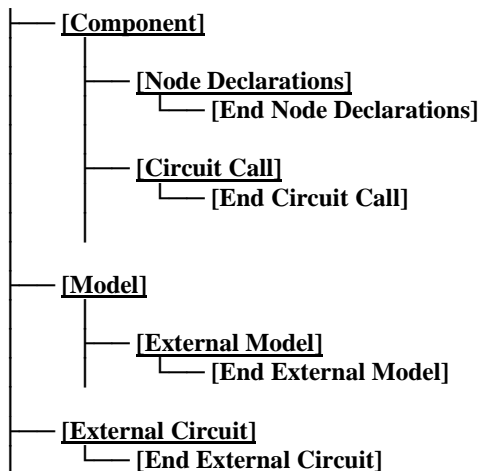 [Component]
[Node Declarations]
[End Node Declarations]
[Circuit Call]
[End Circuit Call]
[Model]
[External Model]
[End External Model]
[External Circuit]
[End External Circuit]